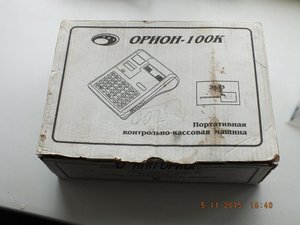 ОРИОН-100К
Портативная
контрольно-кассовая машина
5 11 2015 16:40